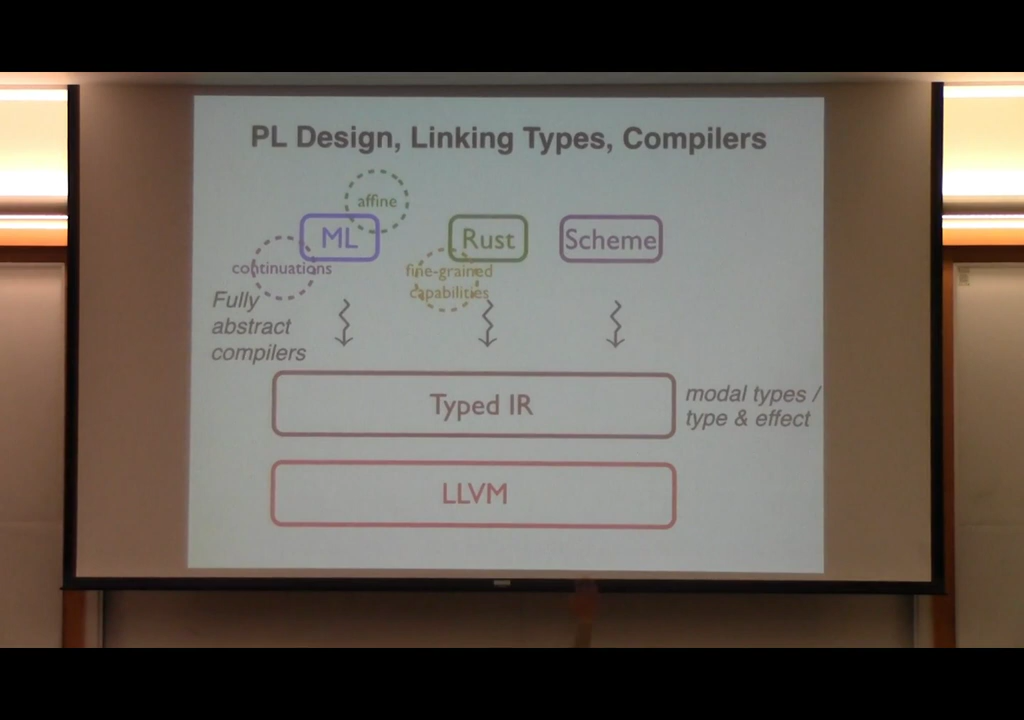 PL Design, Linking Types, Compilers
affine
ML
Rust
Scheme
continuations
fine-grained
capabilities
Fully
abstract
compilers
Typed IR
modal types /
type & effect
LLVM